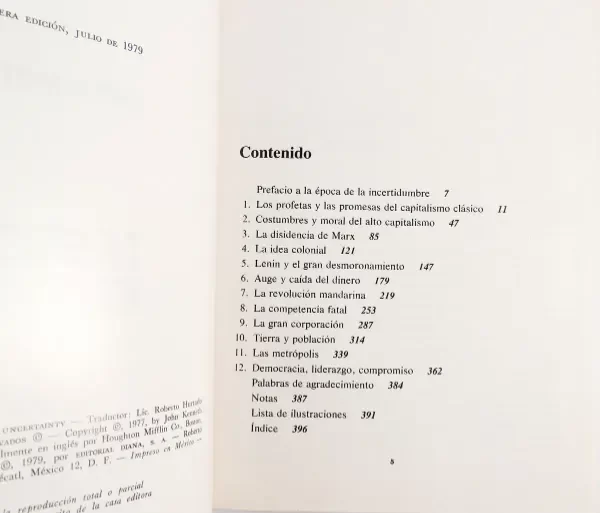 ERA EDICIÓN, JULIO DE 1979
UNCERTAINTY — Traductor: Lic. Roberto
VADOS © — Copyright ©, 1977, by John
lmente en inglés por Houghton Mifflin Co.,
©, 1979, por EDITORIAL DIANA, S. A. — Roberto
écatl, México 12, D. F. — Impreso en México —
reproducción total o parcial
de la casa editora
Contenido
Prefacio a la época de la incertidumbre 7
1. Los profetas y las promesas del capitalismo clásico 11
2. Costumbres y moral del alto capitalismo 47
3. La disidencia de Marx 85
4. La idea colonial 121
5. Lenin y el gran desmoronamiento 147
6. Auge y caída del dinero 179
7. La revolución mandarina 219
8. La competencia fatal 253
9. La gran corporación 287
10. Tierra y población 314
11. Las metrópolis 339
12. Democracia, liderazgo, compromiso 362
Palabras de agradecimiento 384
Notas 387
Lista de ilustraciones 391
Índice 396